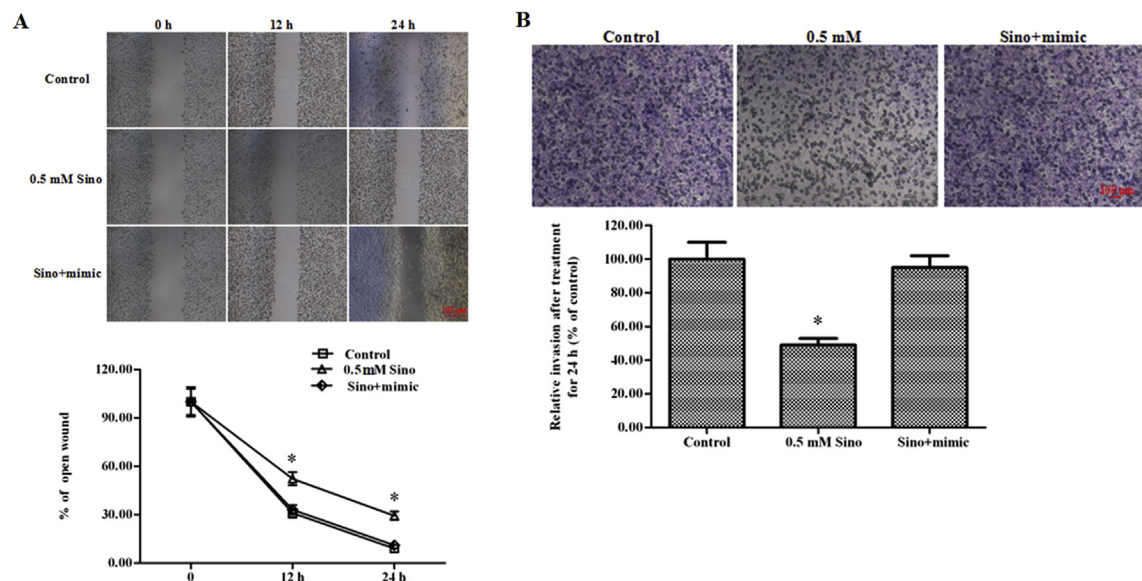 A
0 h 12 h 24 h
Control
0.5 mM Sino
Sino+mimic
Control
0.5mM Sino
Sino+mimic
120.00
90.00
60.00
30.00
0.00
% of open wound
*
*
0 12 h 24 h
B
Control 0.5 mM Sino+mimic
Relative invasion after treatment
for 24 h (% of control)
120.00
100.00
80.00
60.00
40.00
20.00
0.00
*
Control 0.5 mM Sino Sino+mimic